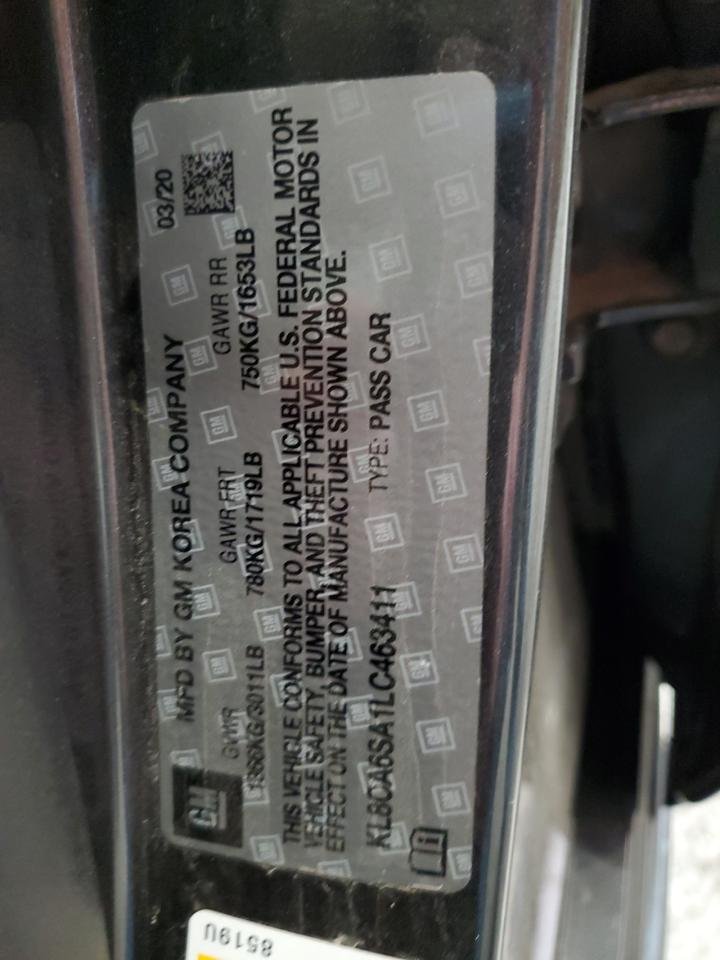 GM
MFD BY GM KOREA COMPANY 03/20
GVWR GAWR FRT GAWR RR
1366KG/3011LB 780KG/1719LB 750KG/1653LB
THIS VEHICLE CONFORMS TO ALL APPLICABLE U.S. FEDERAL MOTOR
VEHICLE SAFETY, BUMPER, AND THEFT PREVENTION STANDARDS IN
EFFECT ON THE DATE OF MANUFACTURE SHOWN ABOVE.
KL8CA6SA1LC463411 TYPE: PASS CAR
8519U